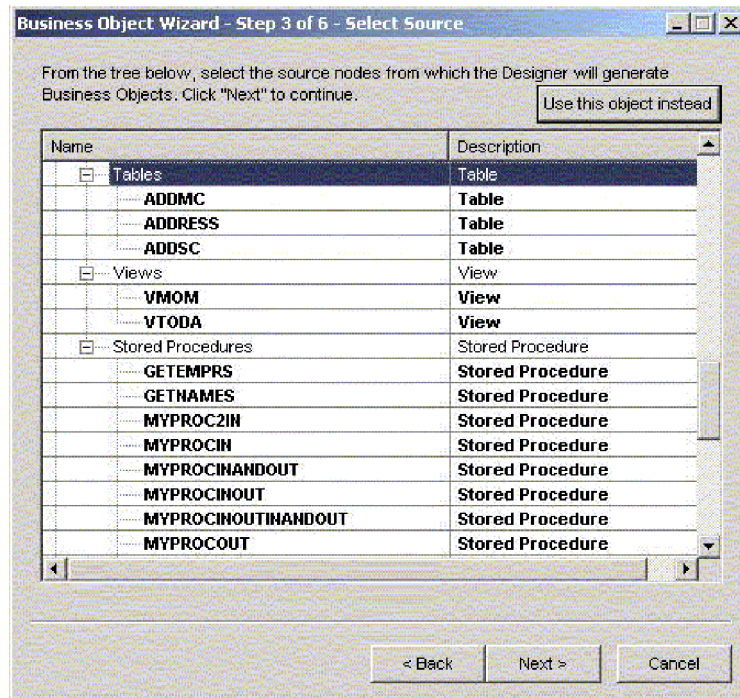 Business Object Wizard - Step 3 of 6 - Select Source
From the tree below, select the source nodes from which the Designer will generate
Business Objects. Click "Next" to continue.
Use this object instead
Name Description
Tables Table
ADDMC Table
ADDRESS Table
ADDSC Table
Views View
VMOM View
VTODA View
Stored Procedures Stored Procedure
GETEMPRS Stored Procedure
GETNAMES Stored Procedure
MYPROC2IN Stored Procedure
MYPROCIN Stored Procedure
MYPROCINANDOUT Stored Procedure
MYPROCINOUT Stored Procedure
MYPROCINOUTINANDOUT Stored Procedure
MYPROCOUT Stored Procedure
< Back Next > Cancel